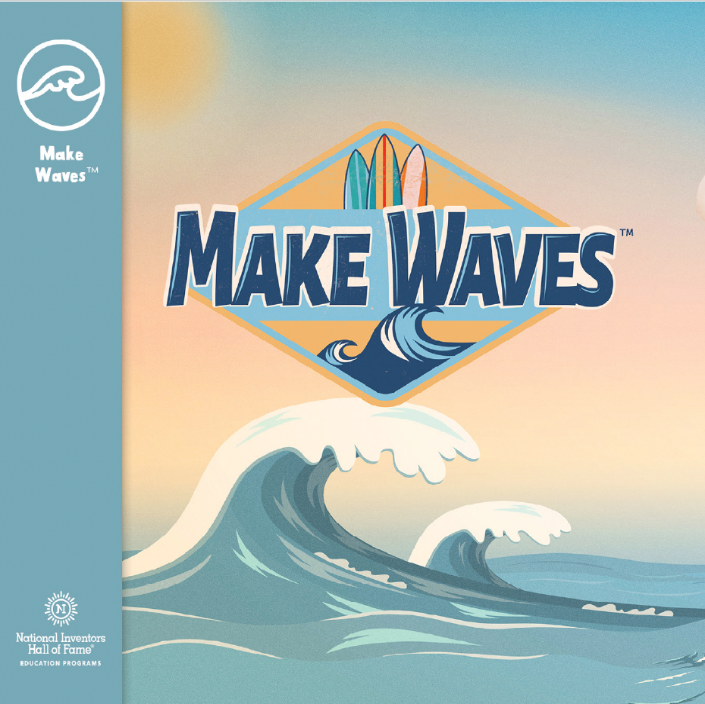 Make
Waves™
MAKE WAVES™
N
National Inventors
Hall of Fame®
EDUCATION PROGRAMS